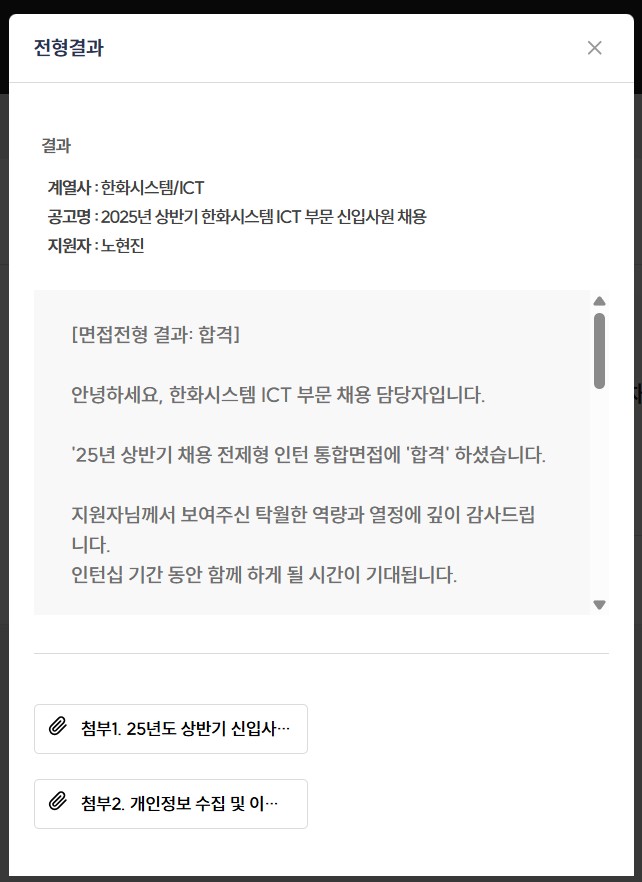 전형결과
결과
계열사 : 한화시스템/ICT
공고명 : 2025년 상반기 한화시스템 ICT 부문 신입사원 채용
지원자 : 노현진
[면접전형 결과: 합격]
안녕하세요, 한화시스템 ICT 부문 채용 담당자입니다.
'25년 상반기 채용 전제형 인턴 통합면접에 '합격' 하셨습니다.
지원자님께서 보여주신 탁월한 역량과 열정에 깊이 감사드립
니다.
인턴십 기간 동안 함께 하게 될 시간이 기대됩니다.
첨부1. 25년도 상반기 신입사…
첨부2. 개인정보 수집 및 이…